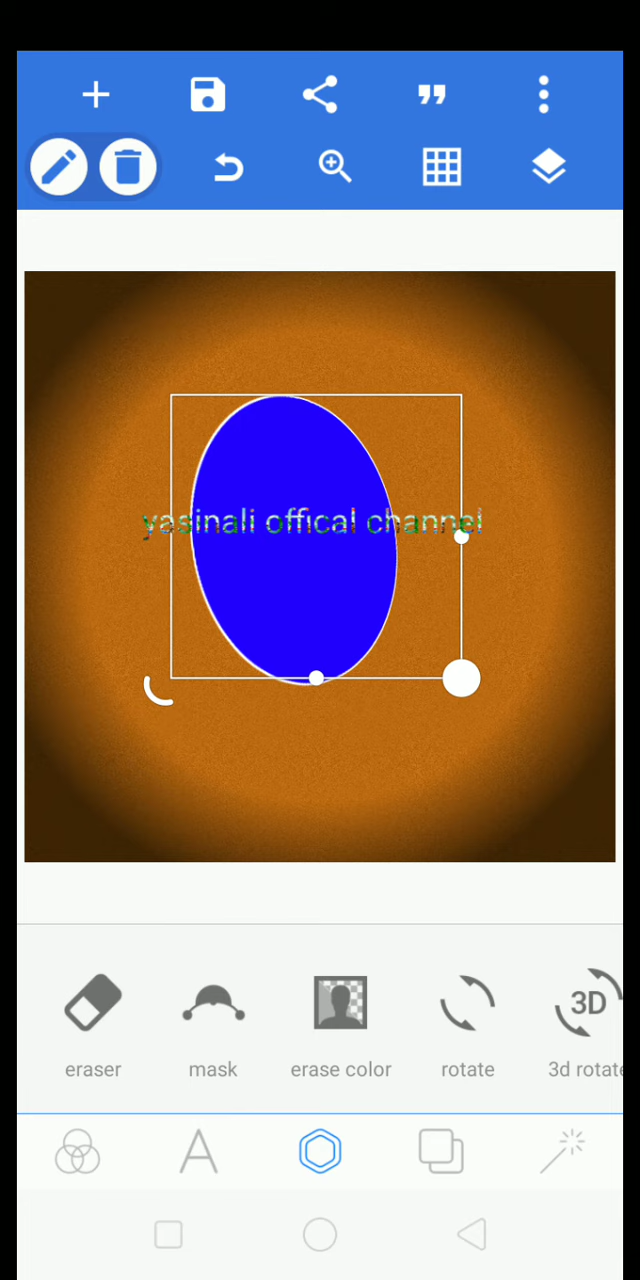 yasinali offical channel
eraser
mask
erase color
rotate
3D
3d rotate